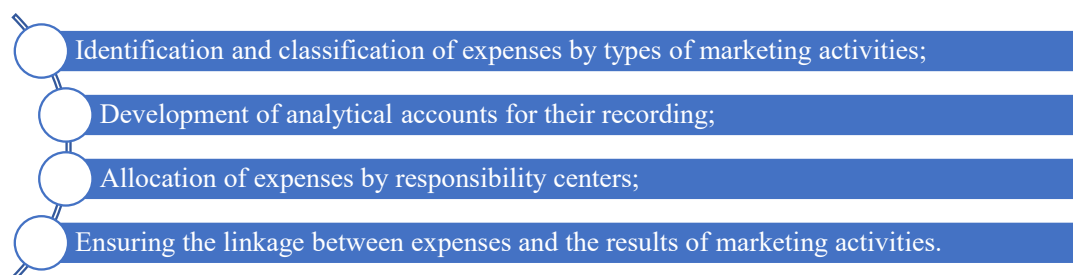 Identification and classification of expenses by types of marketing activities;
Development of analytical accounts for their recording;
Allocation of expenses by responsibility centers;
Ensuring the linkage between expenses and the results of marketing activities.